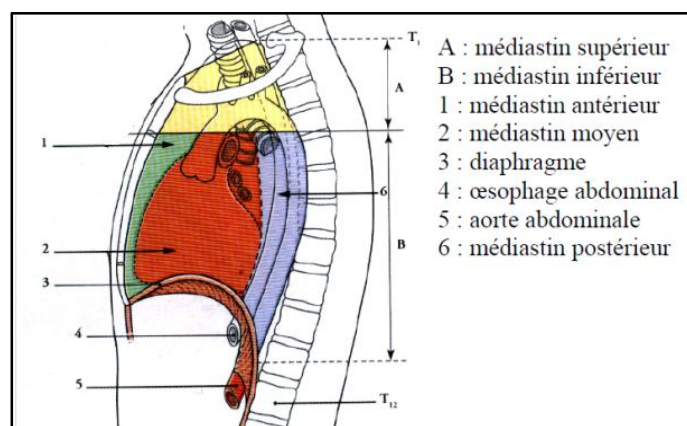 T1
A
1
6
2
B
3
4
5
T12
A : médiastin supérieur
B : médiastin inférieur
1 : médiastin antérieur
2 : médiastin moyen
3 : diaphragme
4 : œsophage abdominal
5 : aorte abdominale
6 : médiastin postérieur